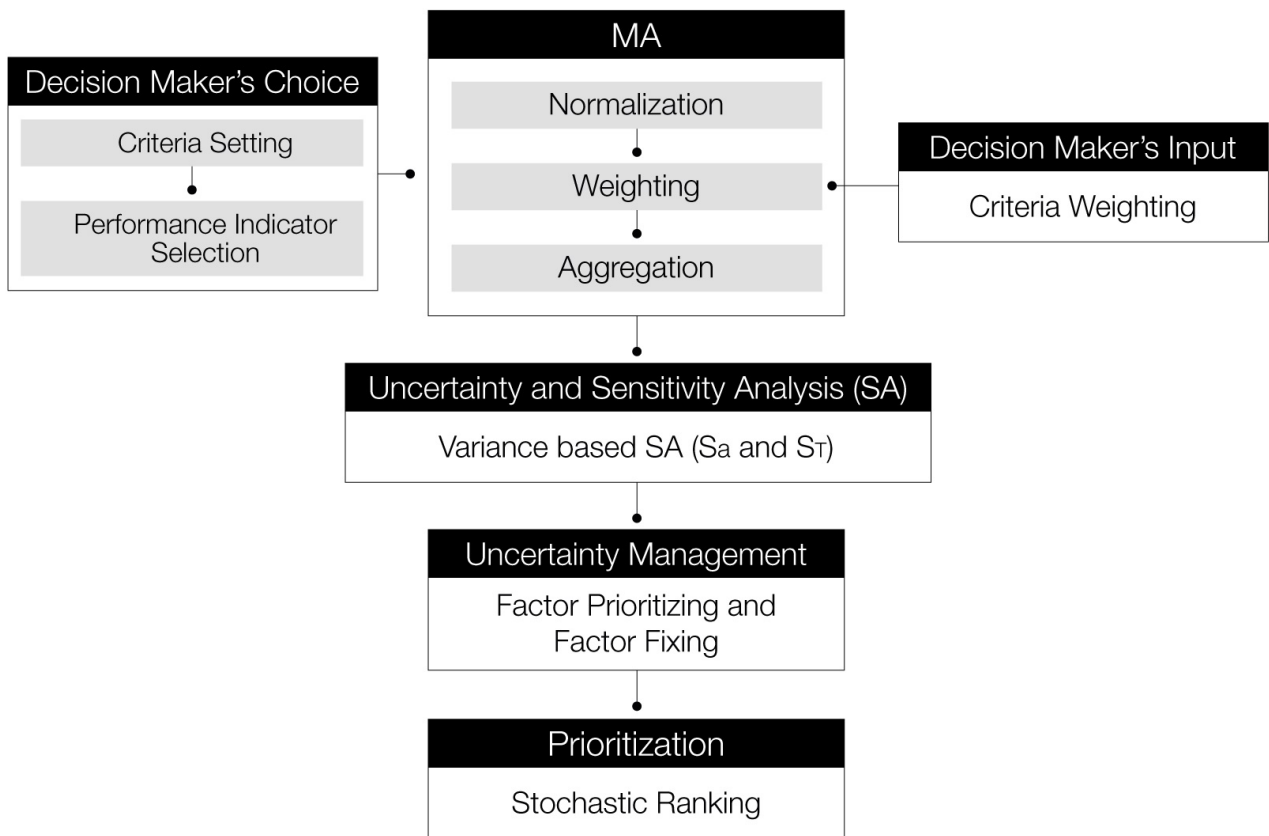 Decision Maker's Choice
Criteria Setting
Performance Indicator
Selection
MA
Normalization
Weighting
Aggregation
Decision Maker's Input
Criteria Weighting
Uncertainty and Sensitivity Analysis (SA)
Variance based SA (Sa and ST)
Uncertainty Management
Factor Prioritizing and
Factor Fixing
Prioritization
Stochastic Ranking